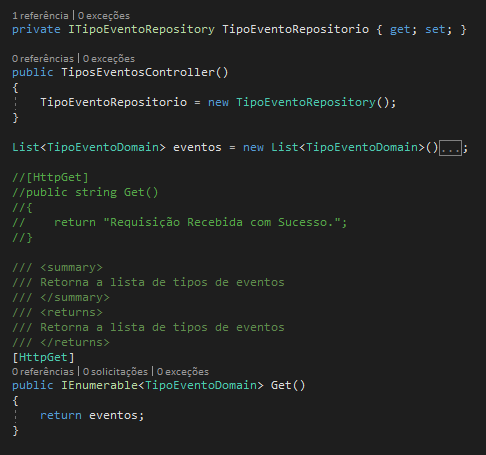 1 referência | 0 exceções
private ITipoEventoRepository TipoEventoRepositorio { get; set; }
0 referências | 0 exceções
public TiposEventosController()
{
TipoEventoRepositorio = new TipoEventoRepository();
}
List<TipoEventoDomain> eventos = new List<TipoEventoDomain>()...;
//[HttpGet]
//public string Get()
//{
//    return "Requisição Recebida com Sucesso.";
//}
/// <summary>
/// Retorna a lista de tipos de eventos
/// </summary>
/// <returns>
/// Retorna a lista de tipos de eventos
/// </returns>
[HttpGet]
0 referências | 0 solicitações | 0 exceções
public IEnumerable<TipoEventoDomain> Get()
{
return eventos;
}